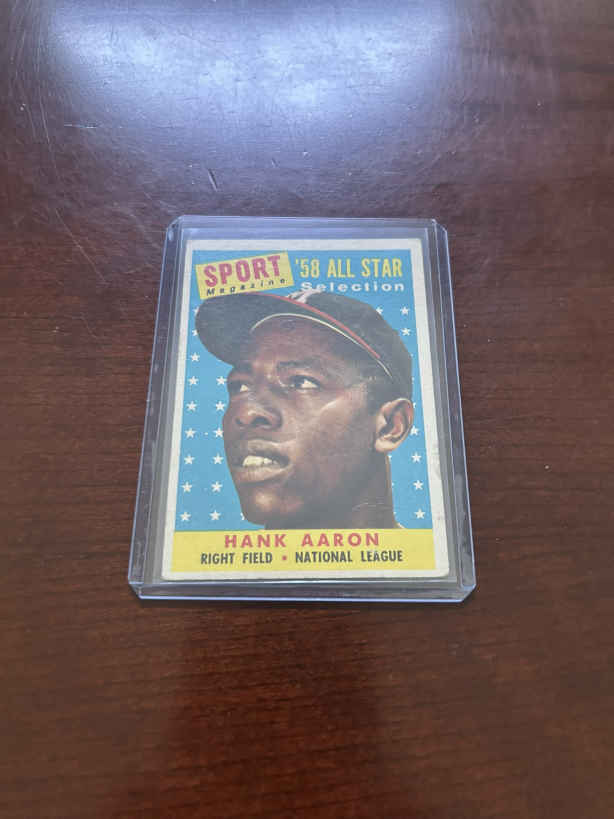 SPORT
Magazine
'58 ALL STAR
Selection
HANK AARON
RIGHT FIELD * NATIONAL LEAGUE